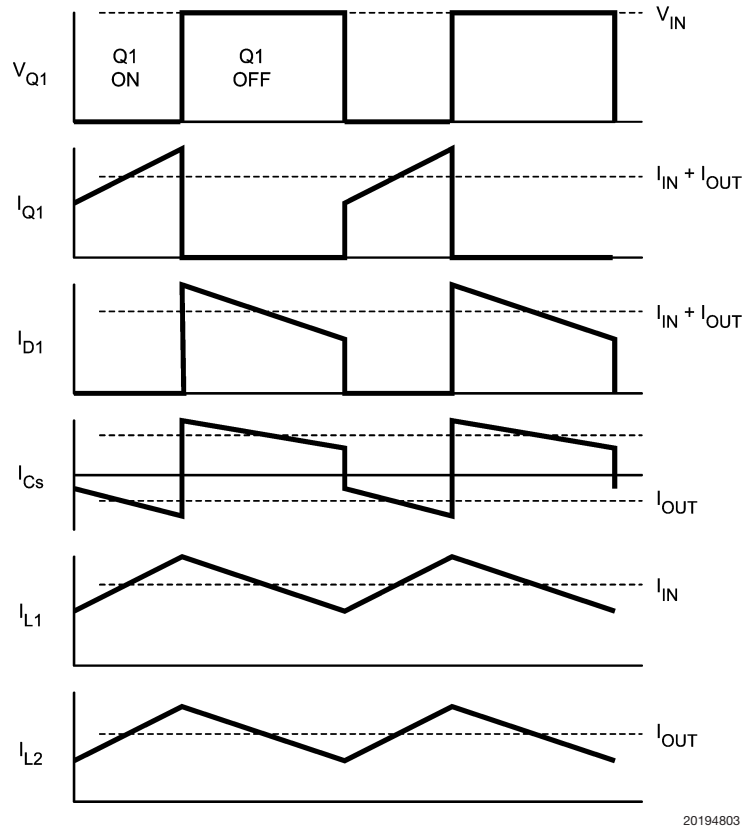 V_IN
V_Q1
Q1
ON
Q1
OFF
I_Q1
I_IN + I_OUT
I_D1
I_IN + I_OUT
I_Cs
I_OUT
I_L1
I_IN
I_L2
I_OUT
20194803